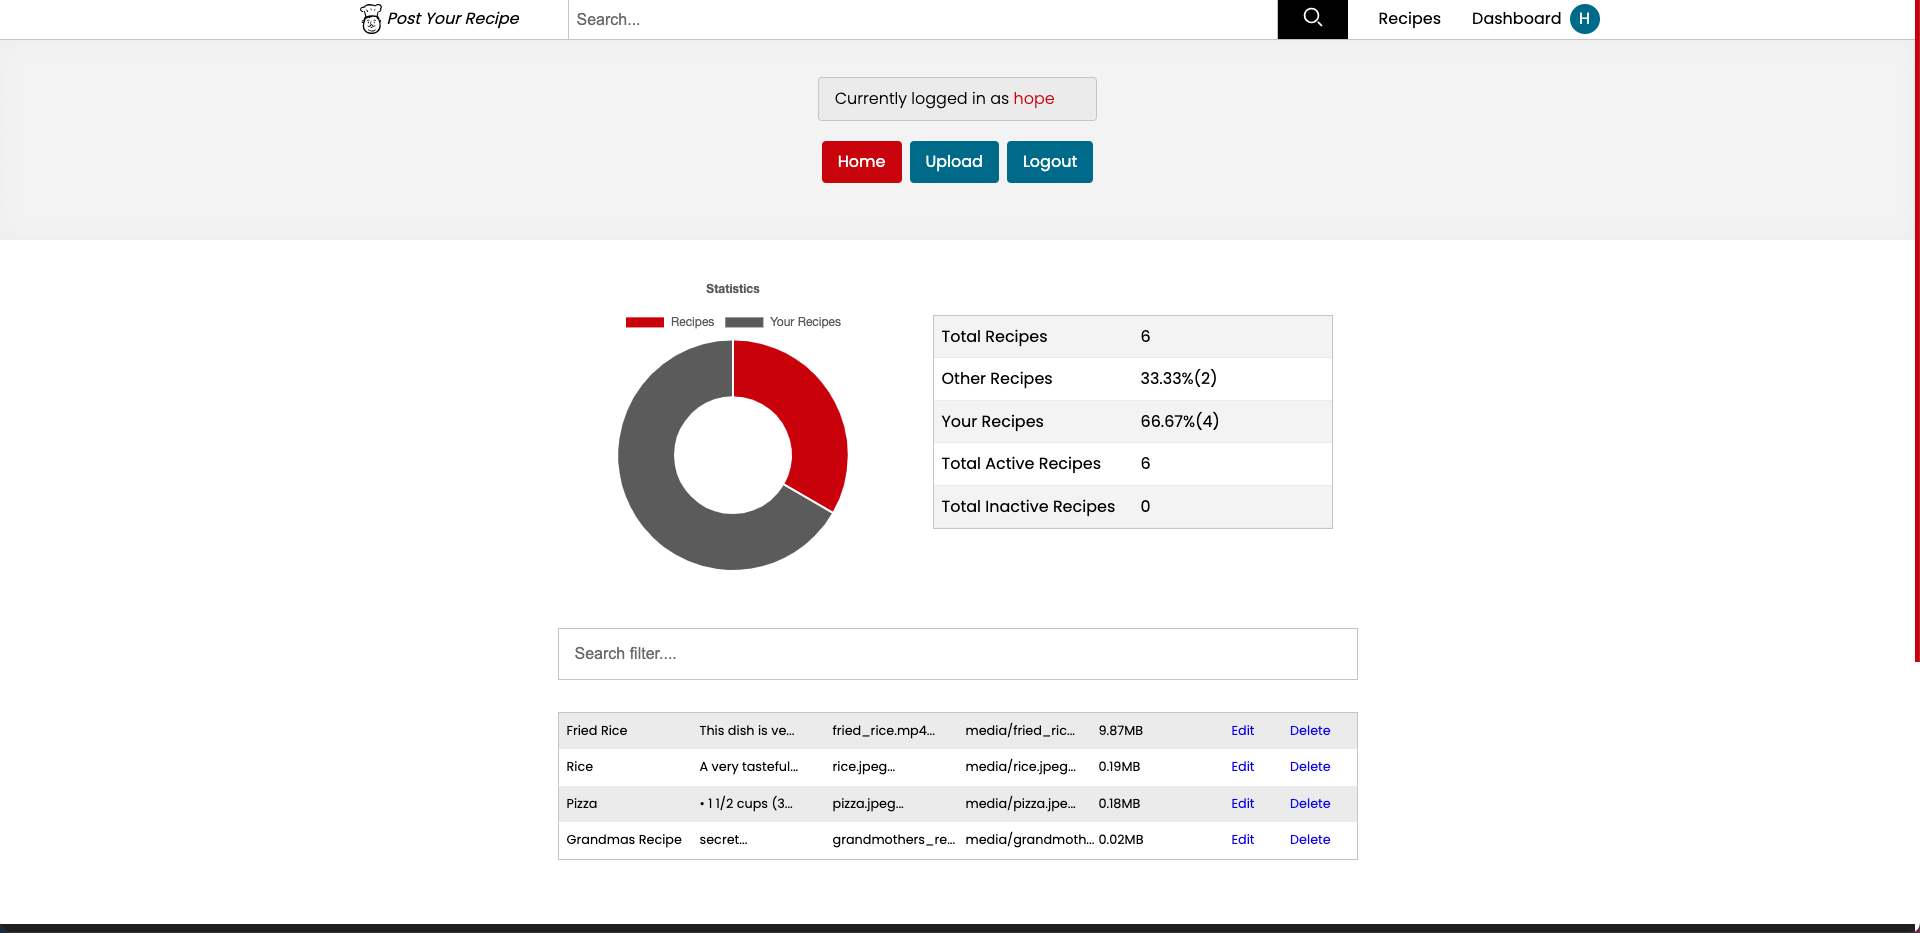 Post Your Recipe Search... Recipes Dashboard H
Currently logged in as hope
Home Upload Logout
Statistics
Recipes Your Recipes
Total Recipes 6
Other Recipes 33.33%(2)
Your Recipes 66.67%(4)
Total Active Recipes 6
Total Inactive Recipes 0
Search filter....
Fried Rice This dish is ve... fried_rice.mp4... media/fried_ric... 9.87MB Edit Delete
Rice A very tasteful... rice.jpeg... media/rice.jpeg... 0.19MB Edit Delete
Pizza • 1 1/2 cups (3... pizza.jpeg... media/pizza.jpe... 0.18MB Edit Delete
Grandmas Recipe secret... grandmothers_re... media/grandmoth... 0.02MB Edit Delete